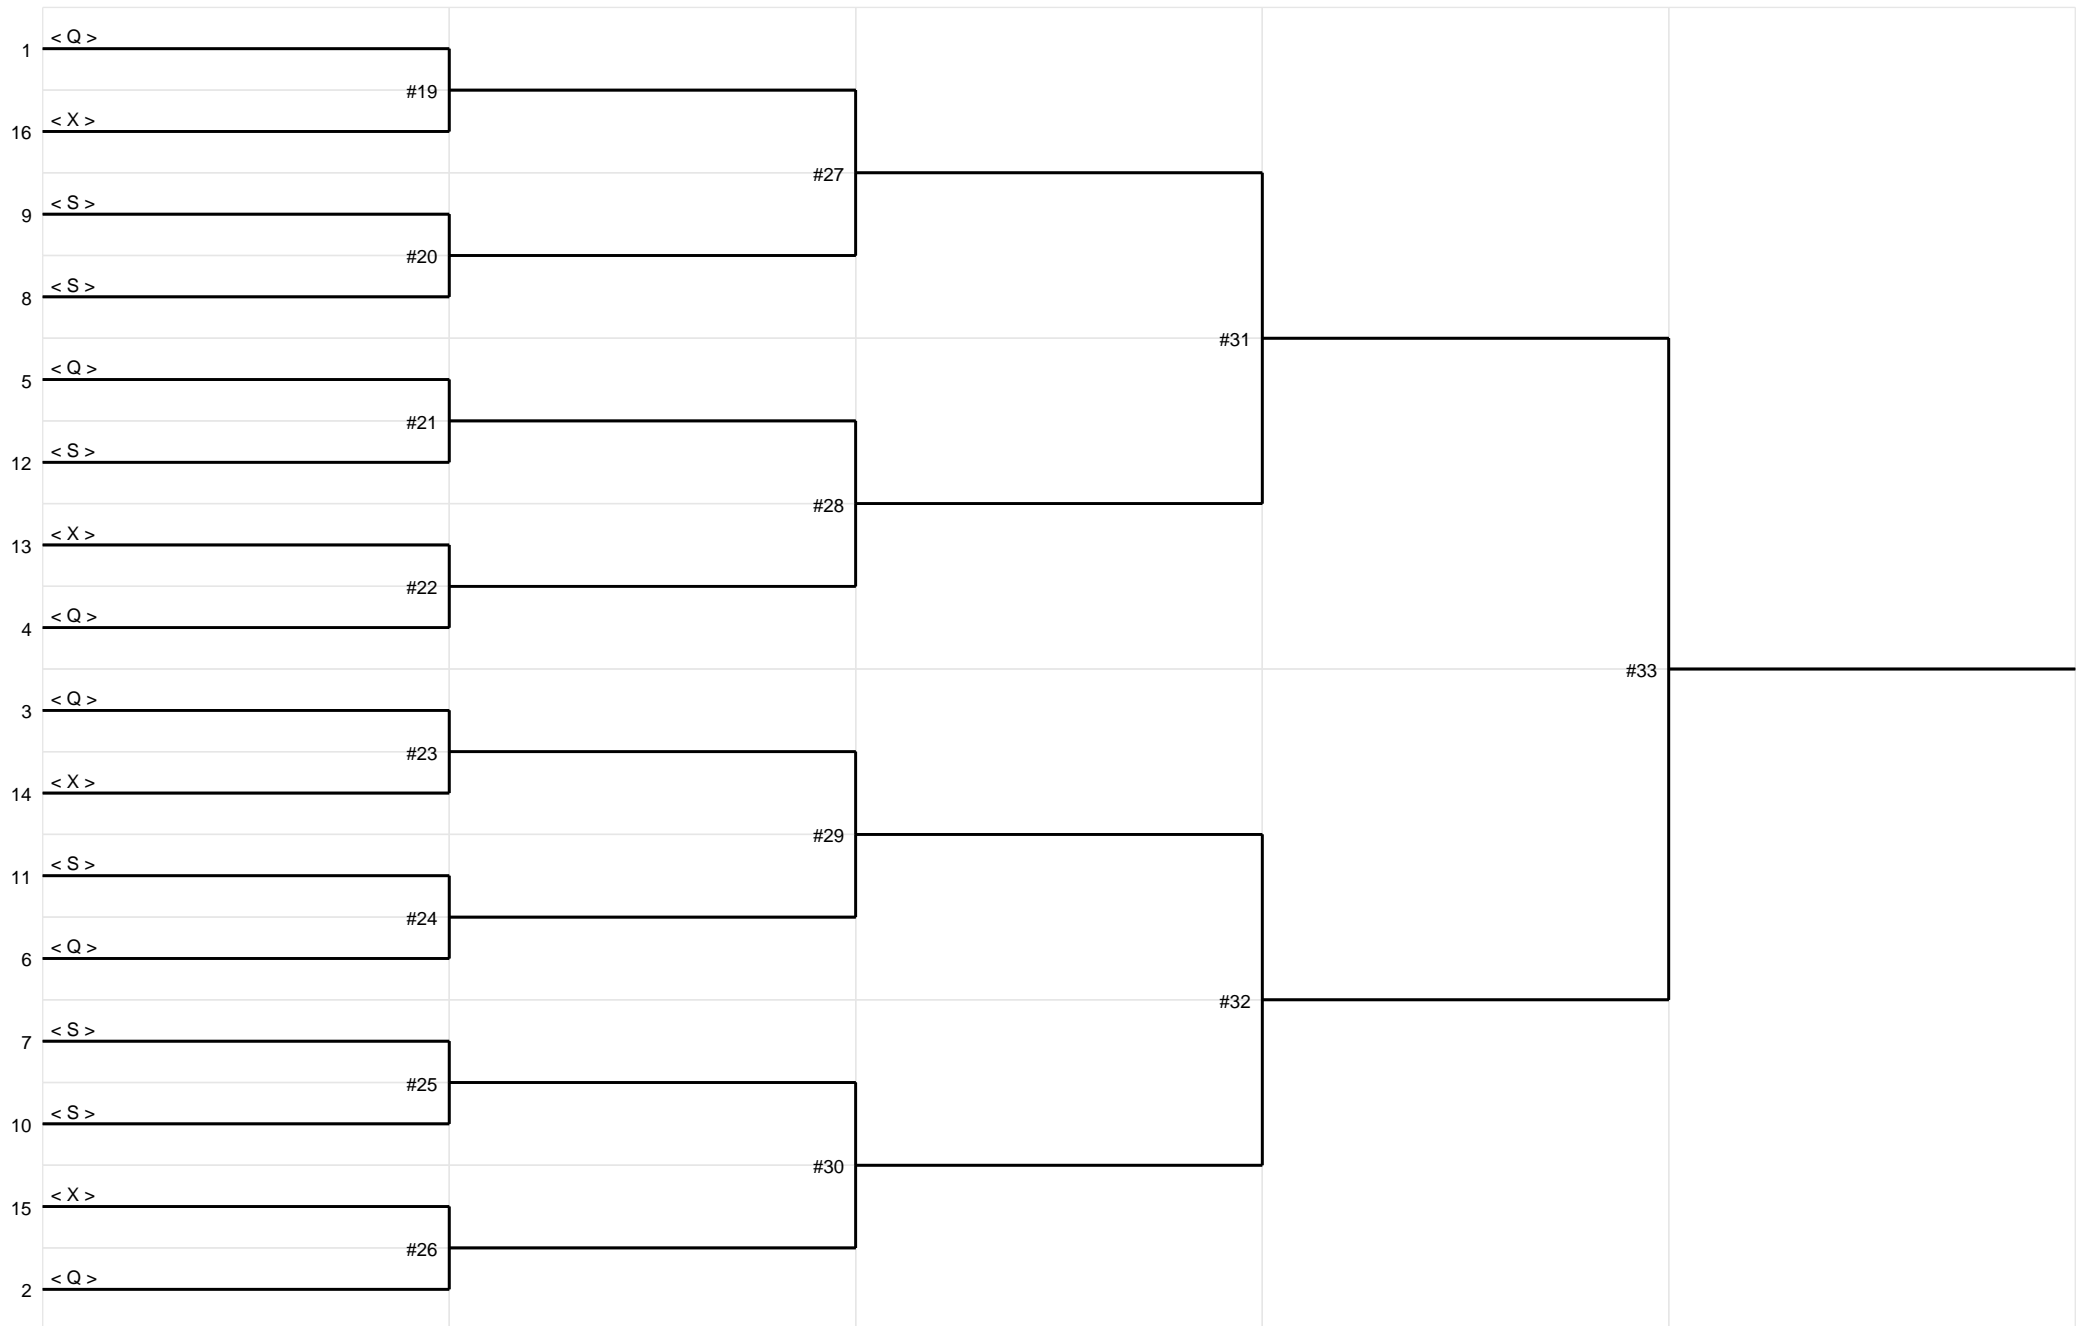 < Q >
1
#19
< X >
16
#27
< S >
9
#20
< S >
8
#31
< Q >
5
#21
< S >
12
#28
< X >
13
#22
< Q >
4
#33
< Q >
3
#23
< X >
14
#29
< S >
11
#24
< Q >
6
#32
< S >
7
#25
< S >
10
#30
< X >
15
#26
< Q >
2